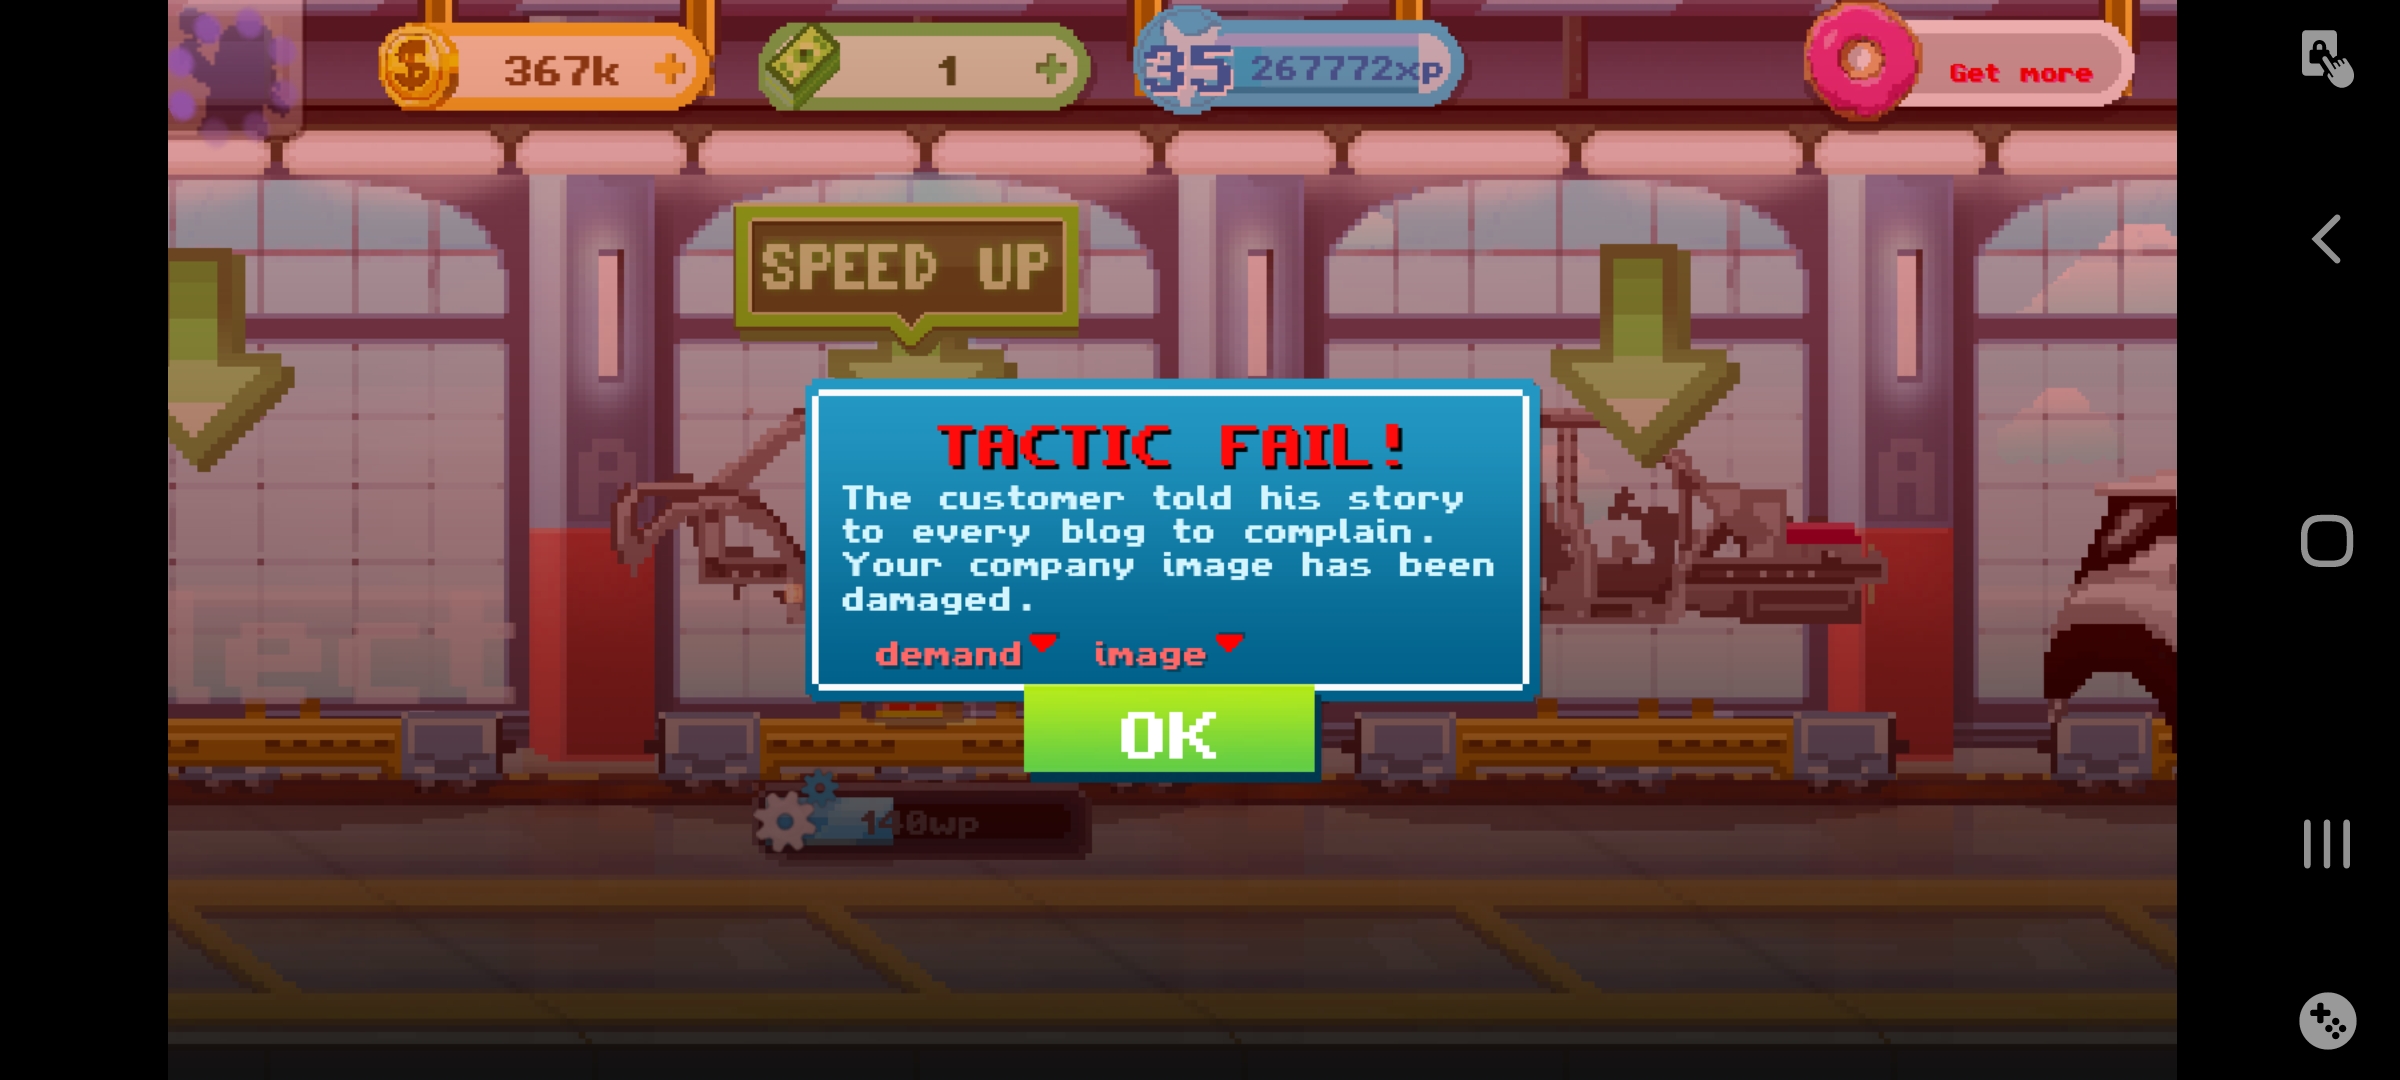 367k
1
35
267772xp
Get more
SPEED UP
TACTIC FAIL!
The customer told his story
to every blog to complain.
Your company image has been
damaged.
demand image
OK
140wp